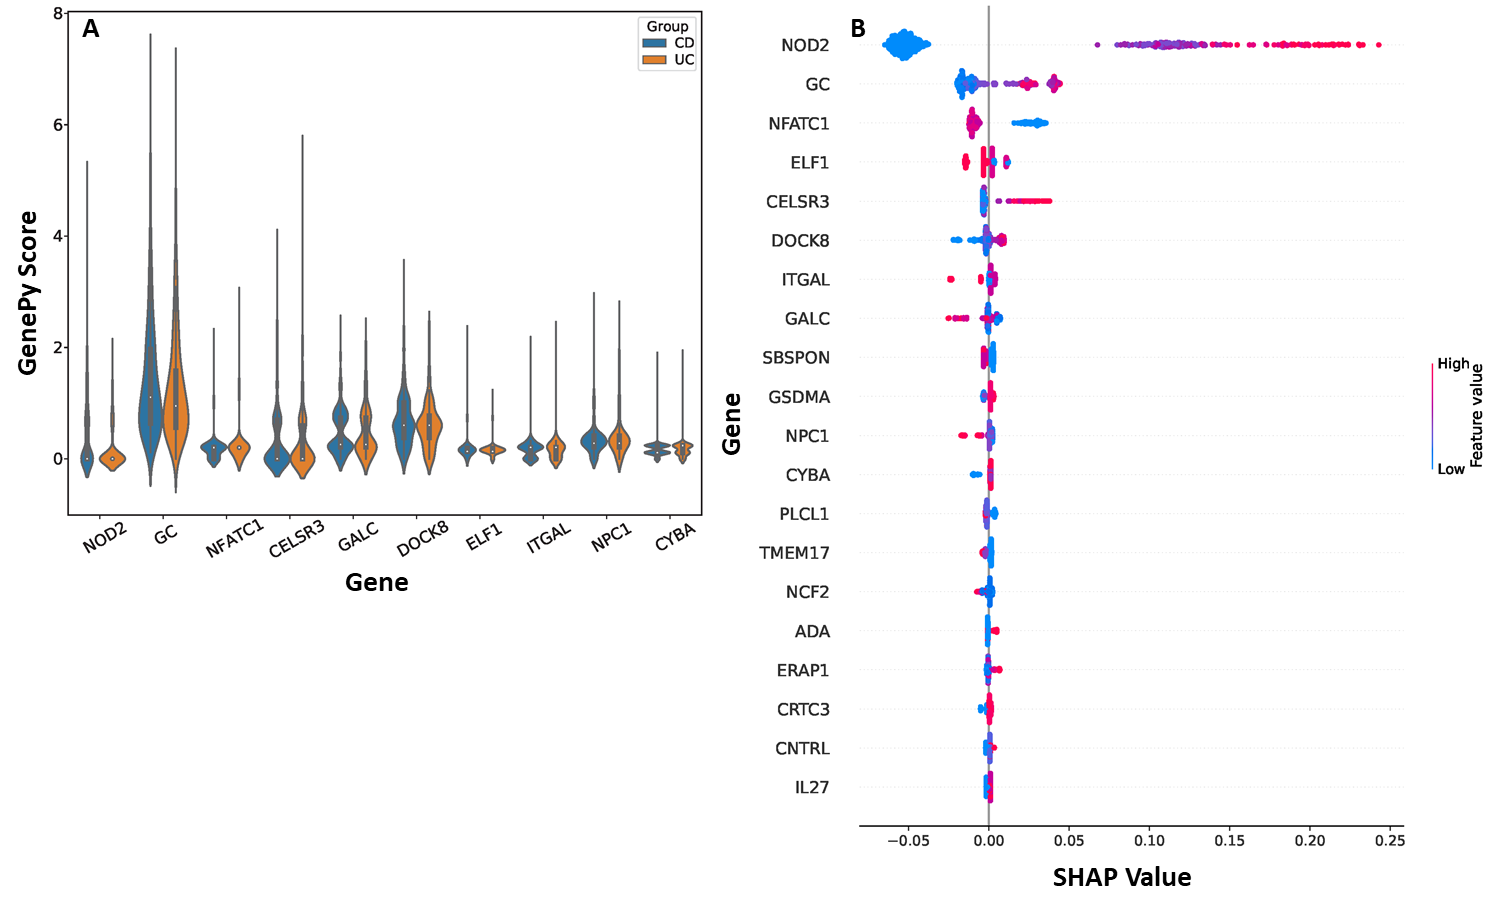 A
Group
CD
UC
8
6
4
2
0
GenePy Score
NOD2 GC NFATC1 CELSR3 GALC DOCK8 ELF1 ITGAL NPC1 CYBA
Gene
B
NOD2
GC
NFATC1
ELF1
CELSR3
DOCK8
ITGAL
GALC
SBSPON
GSDMA
NPC1
CYBA
PLCL1
TMEM17
NCF2
ADA
ERAP1
CRTC3
CNTRL
IL27
Gene
−0.05 0.00 0.05 0.10 0.15 0.20 0.25
SHAP Value
High
Low
Feature value